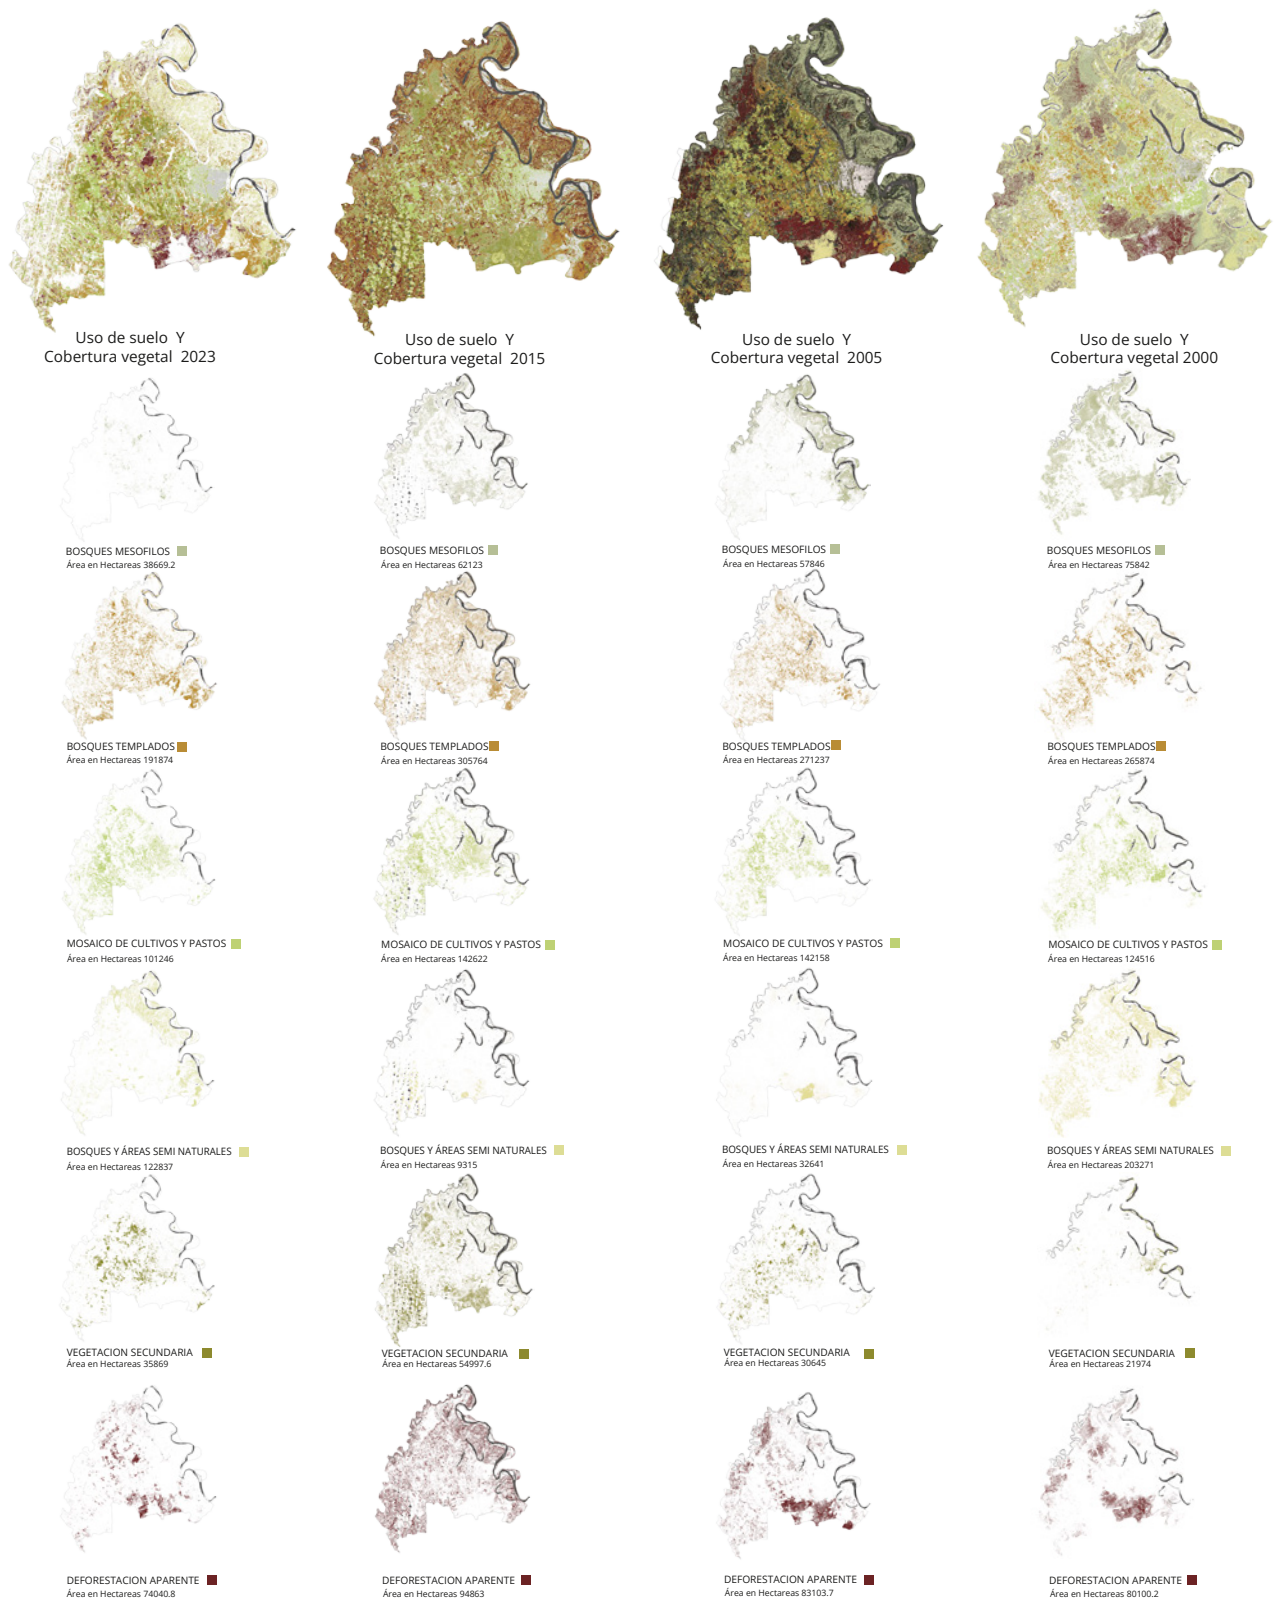 Uso de suelo Y
Cobertura vegetal 2023
Uso de suelo Y
Cobertura vegetal 2015
Uso de suelo Y
Cobertura vegetal 2005
Uso de suelo Y
Cobertura vegetal 2000
BOSQUES MESOFILOS
Área en Hectareas 38669.2
BOSQUES MESOFILOS
Área en Hectareas 62123
BOSQUES MESOFILOS
Área en Hectareas 57846
BOSQUES MESOFILOS
Área en Hectareas 75842
BOSQUES TEMPLADOS
Área en Hectareas 191874
BOSQUES TEMPLADOS
Área en Hectareas 305764
BOSQUES TEMPLADOS
Área en Hectareas 271237
BOSQUES TEMPLADOS
Área en Hectareas 265874
MOSAICO DE CULTIVOS Y PASTOS
Área en Hectareas 101246
MOSAICO DE CULTIVOS Y PASTOS
Área en Hectareas 142622
MOSAICO DE CULTIVOS Y PASTOS
Área en Hectareas 142158
MOSAICO DE CULTIVOS Y PASTOS
Área en Hectareas 124516
BOSQUES Y ÁREAS SEMI NATURALES
Área en Hectareas 122837
BOSQUES Y ÁREAS SEMI NATURALES
Área en Hectareas 9315
BOSQUES Y ÁREAS SEMI NATURALES
Área en Hectareas 32641
BOSQUES Y ÁREAS SEMI NATURALES
Área en Hectareas 203271
VEGETACION SECUNDARIA
Área en Hectareas 35869
VEGETACION SECUNDARIA
Área en Hectareas 54997.6
VEGETACION SECUNDARIA
Área en Hectareas 30645
VEGETACION SECUNDARIA
Área en Hectareas 21974
DEFORESTACION APARENTE
Área en Hectareas 74040.8
DEFORESTACION APARENTE
Área en Hectareas 94863
DEFORESTACION APARENTE
Área en Hectareas 83103.7
DEFORESTACION APARENTE
Área en Hectareas 80100.2